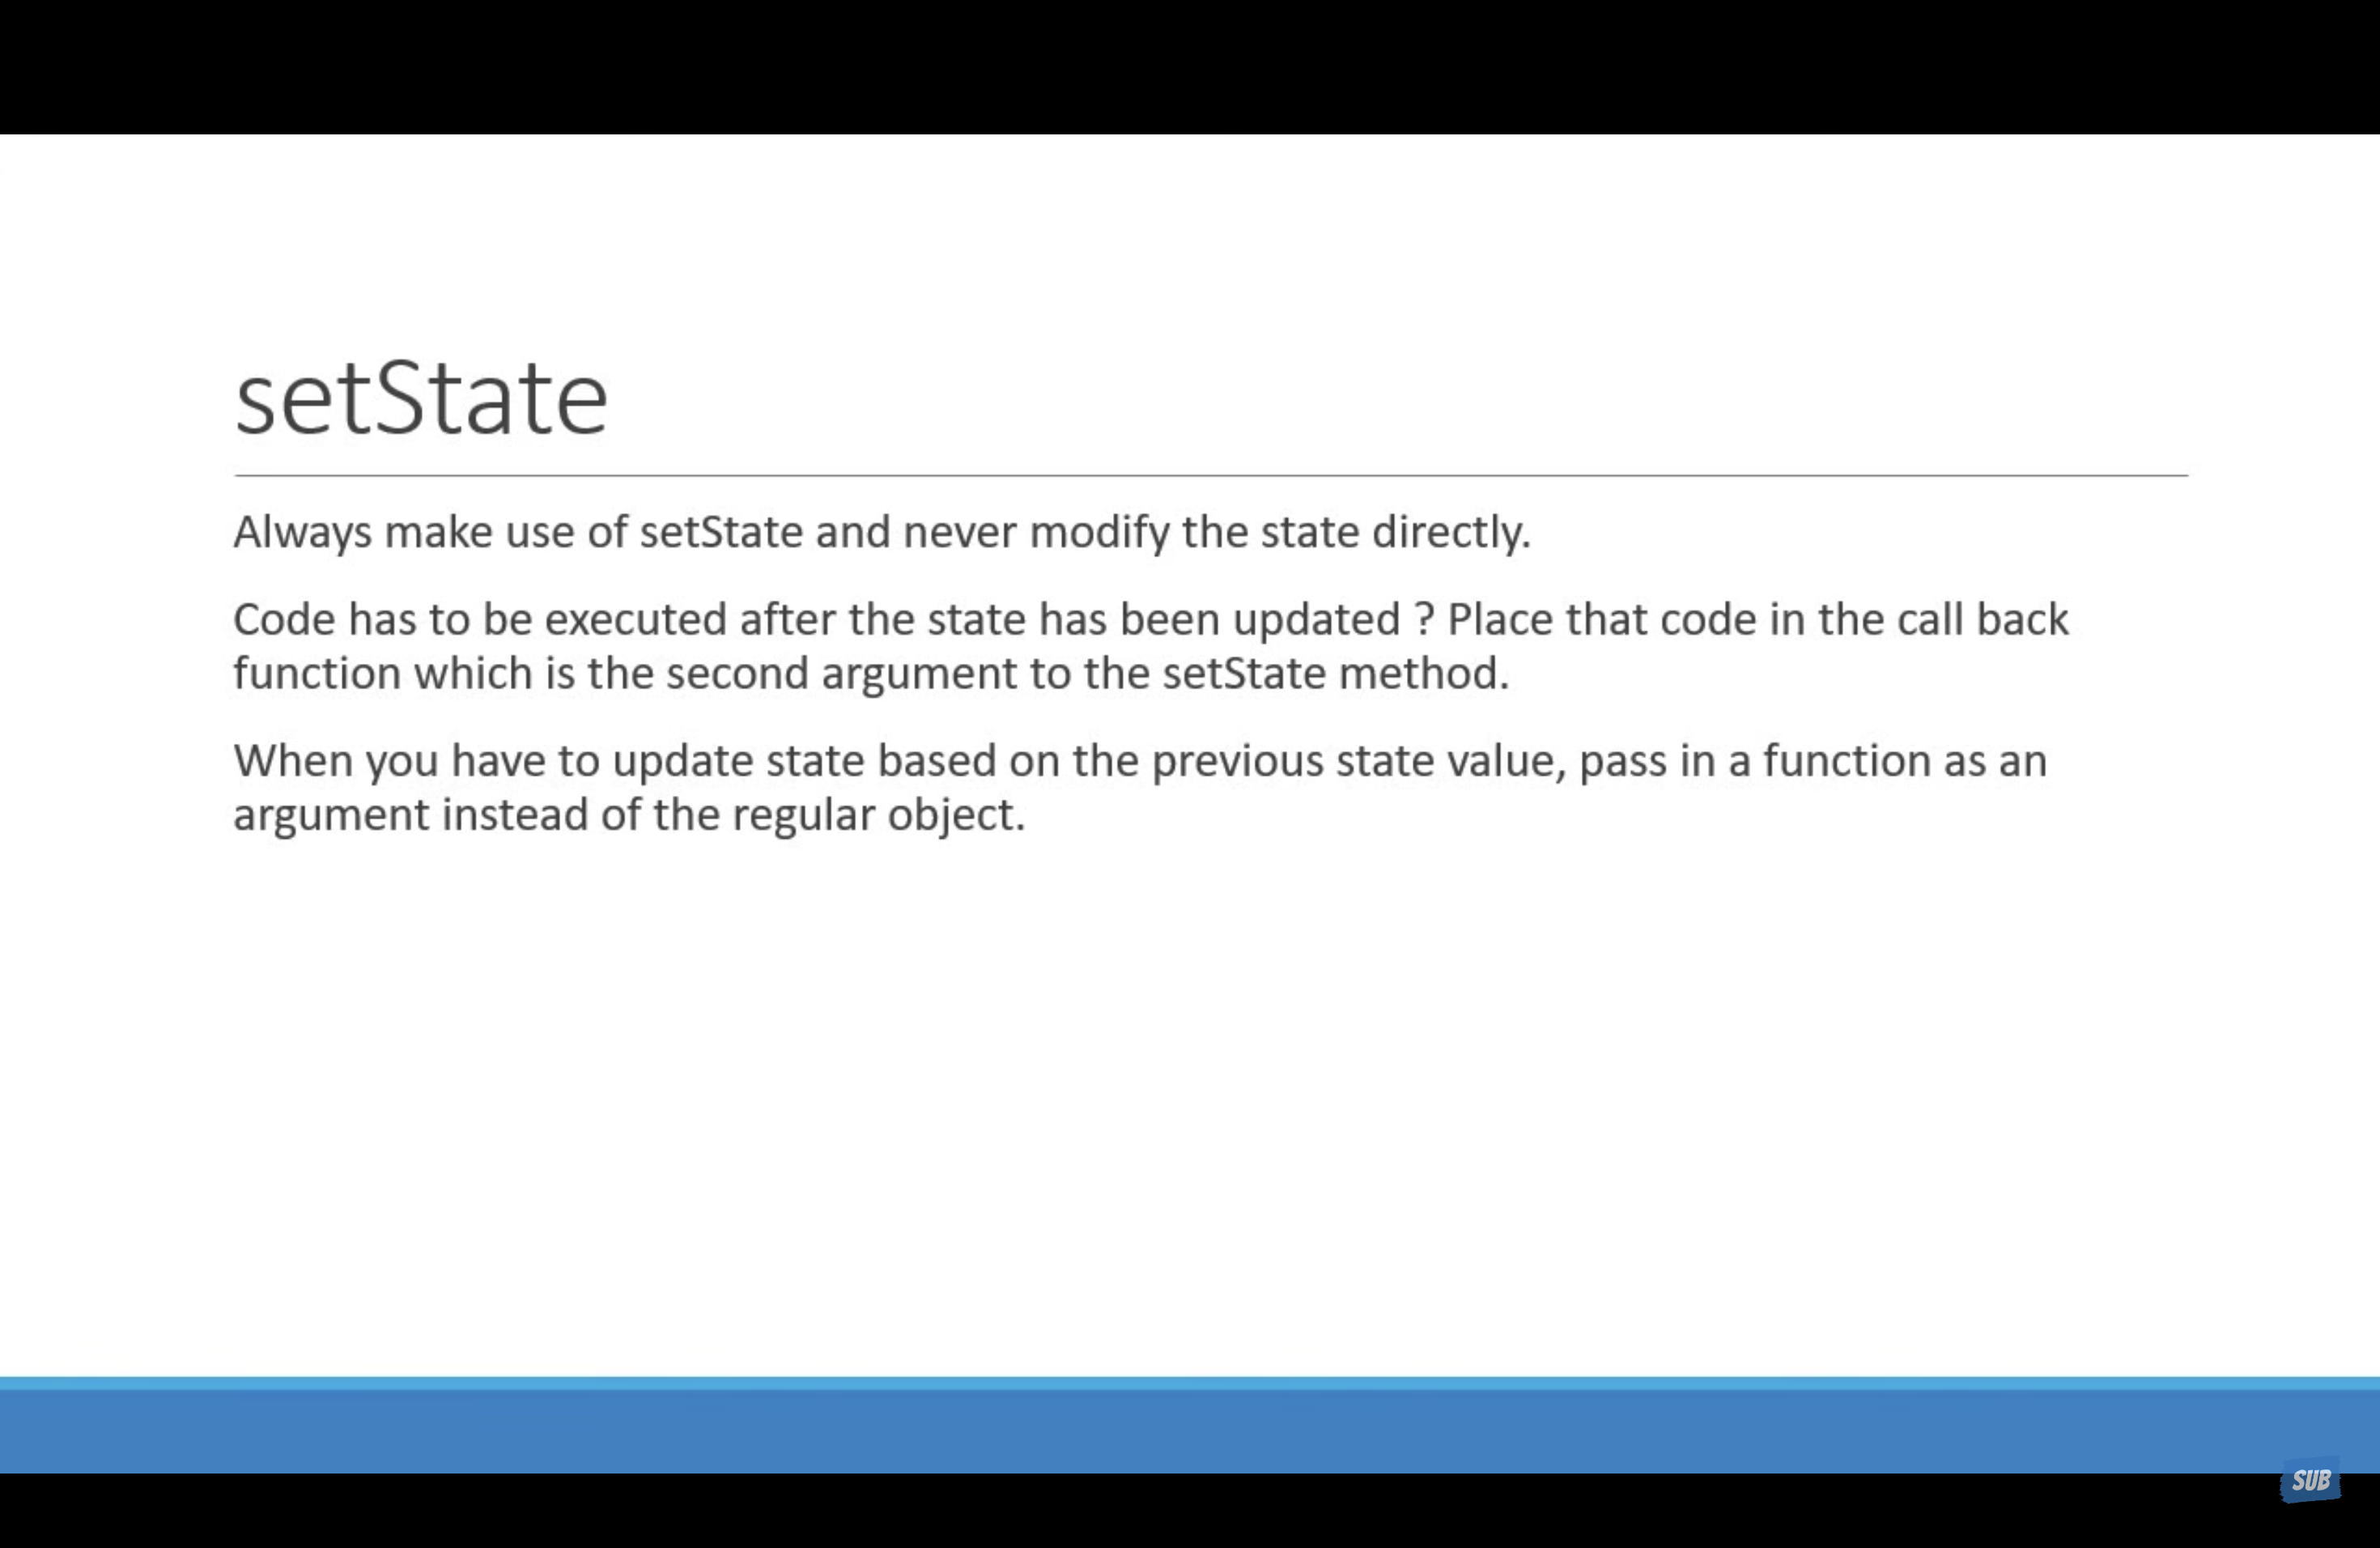 setState
Always make use of setState and never modify the state directly.
Code has to be executed after the state has been updated ? Place that code in the call back
function which is the second argument to the setState method.
When you have to update state based on the previous state value, pass in a function as an
argument instead of the regular object.
SUB